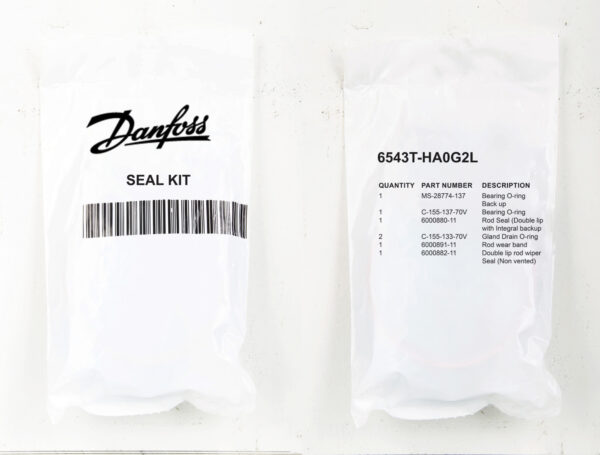 Danfoss
SEAL KIT
6543T-HA0G2L
QUANTITY PART NUMBER DESCRIPTION
1 MS-28774-137 Bearing O-ring
Back up
1 C-155-137-70V Bearing O-ring
1 6000880-11 Rod Seal (Double lip
with Integral backup
2 C-155-133-70V Gland Drain O-ring
1 6000891-11 Rod wear band
1 6000882-11 Double lip rod wiper
Seal (Non vented)